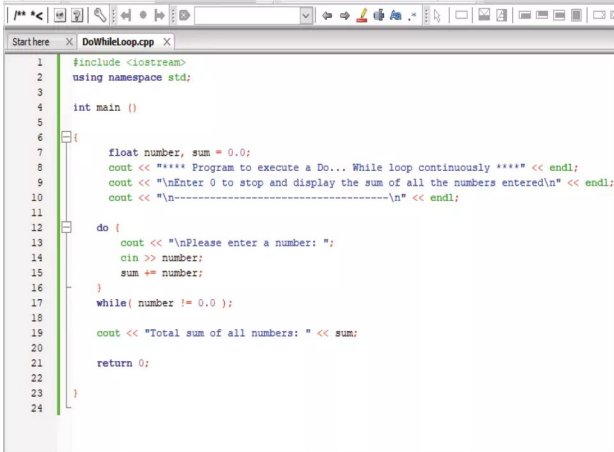 /** *<
Start here X DoWhileLoop.cpp X
1 #include <iostream>
2 using namespace std;
3
4 int main ()
5
6 {
7 float number, sum = 0.0;
8 cout << "**** Program to execute a Do... While loop continuously ****" << endl;
9 cout << "\nEnter 0 to stop and display the sum of all the numbers entered\n" << endl;
10 cout << "\n------------------------------------\n" << endl;
11
12 do {
13 cout << "\nPlease enter a number: ";
14 cin >> number;
15 sum += number;
16 }
17 while( number != 0.0 );
18
19 cout << "Total sum of all numbers: " << sum;
20
21 return 0;
22
23 }
24